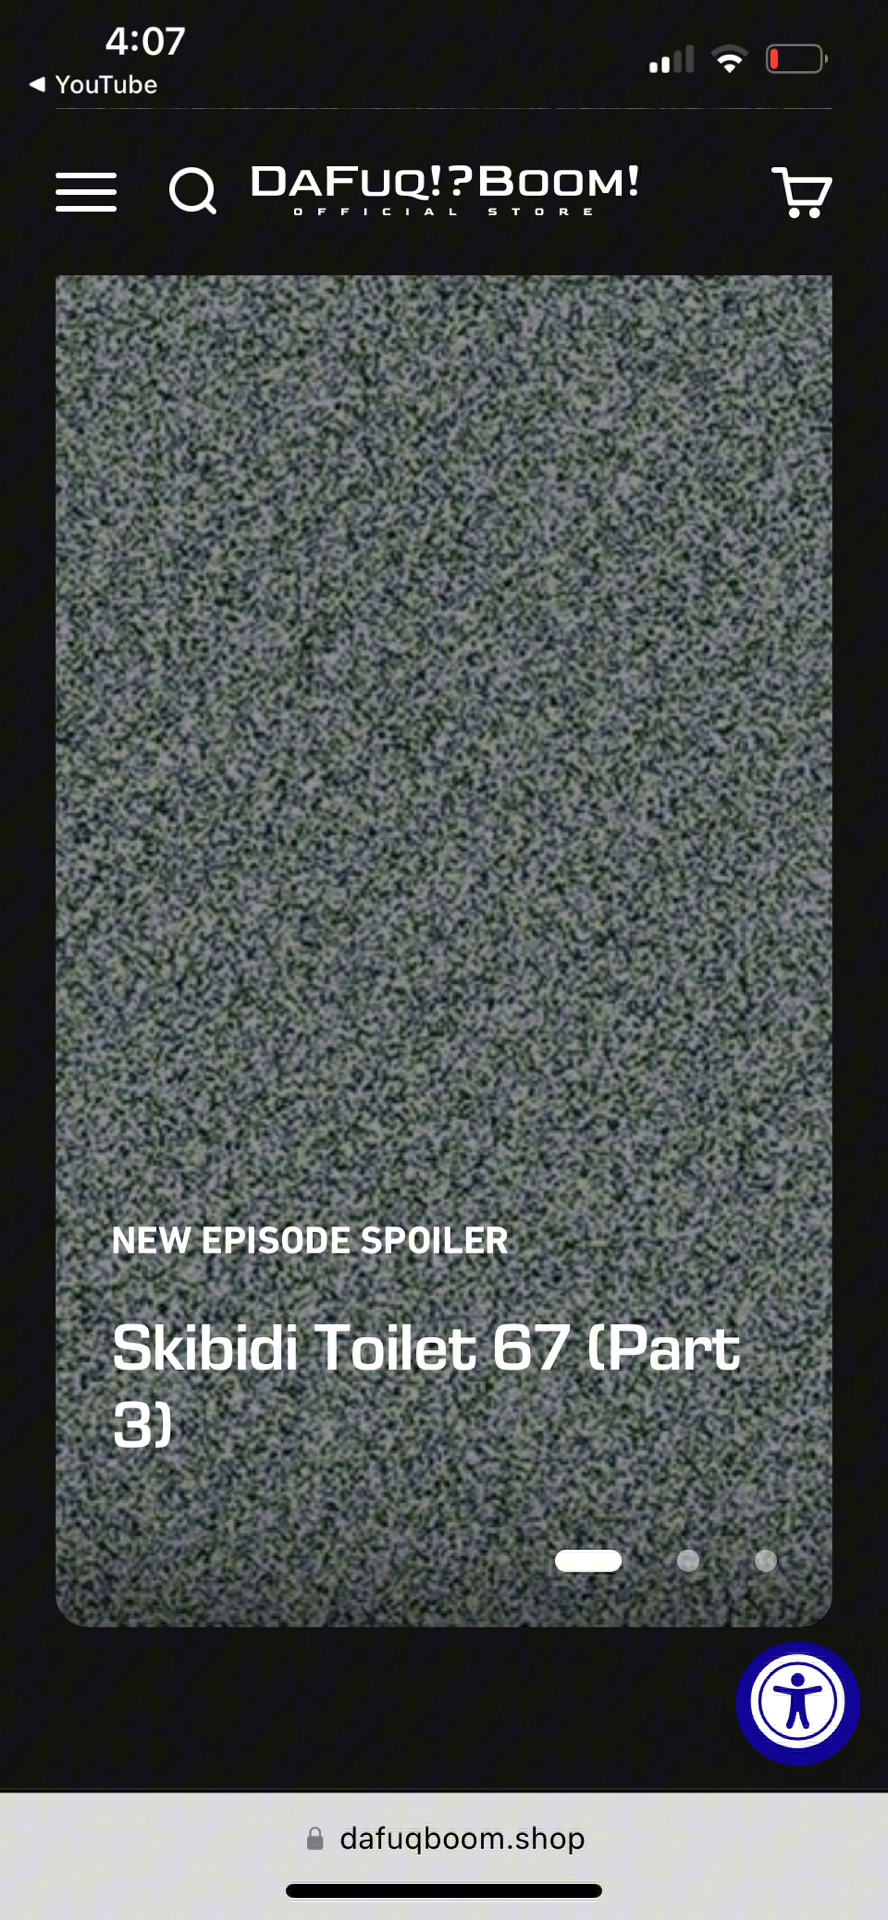 4:07
◀ YouTube
DAFUQ!?BOOM!
OFFICIAL STORE
NEW EPISODE SPOILER
Skibidi Toilet 67 (Part
3)
dafuqboom.shop